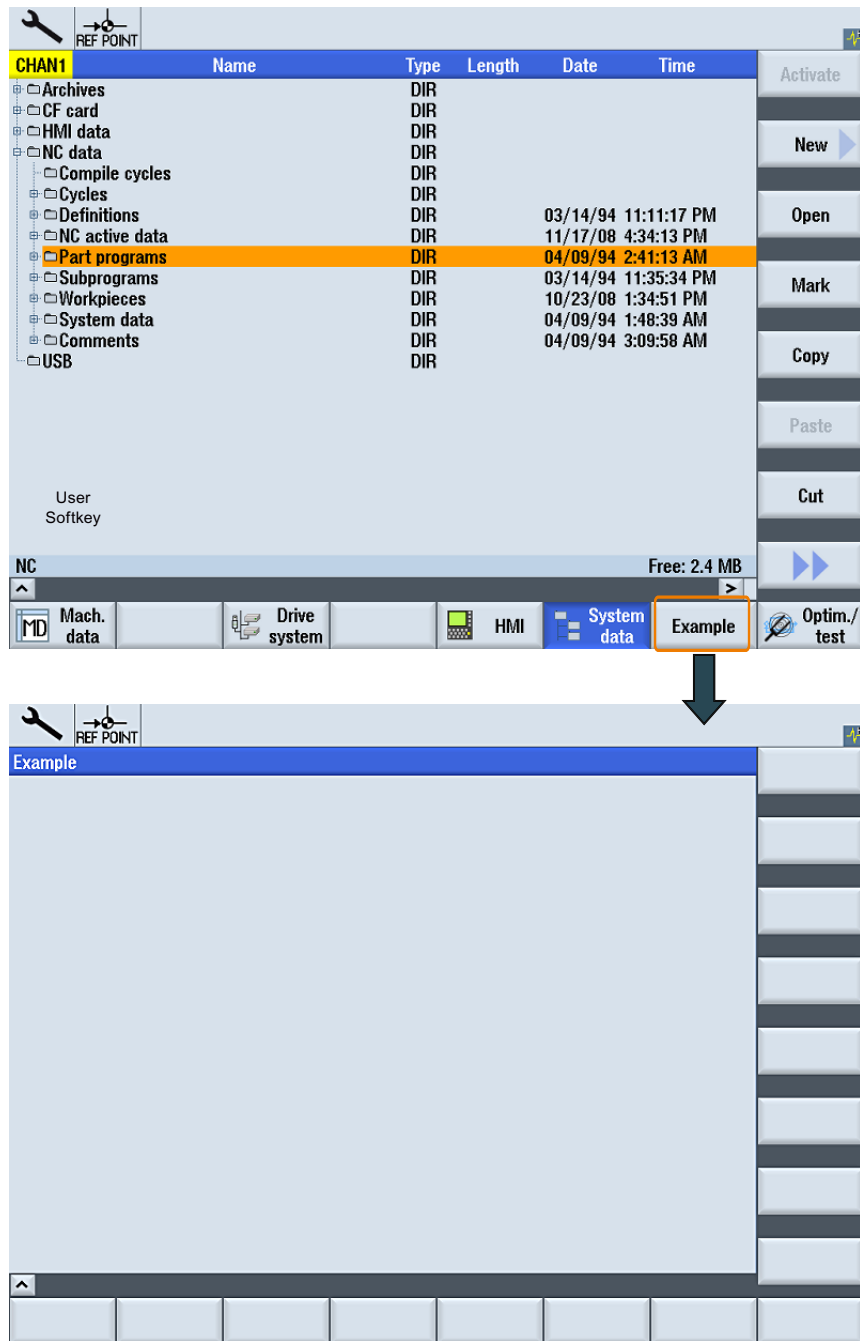 REF POINT
CHAN1 Name Type Length Date Time
Archives DIR
CF card DIR
HMI data DIR
NC data DIR
Compile cycles DIR
Cycles DIR
Definitions DIR 03/14/94 11:11:17 PM
NC active data DIR 11/17/08 4:34:13 PM
Part programs DIR 04/09/94 2:41:13 AM
Subprograms DIR 03/14/94 11:35:34 PM
Workpieces DIR 10/23/08 1:34:51 PM
System data DIR 04/09/94 1:48:39 AM
Comments DIR 04/09/94 3:09:58 AM
USB DIR
User
Softkey
NC Free: 2.4 MB
Activate
New
Open
Mark
Copy
Paste
Cut
MD Mach.
data
Drive
system
HMI
System
data
Example
Optim./
test
REF POINT
Example